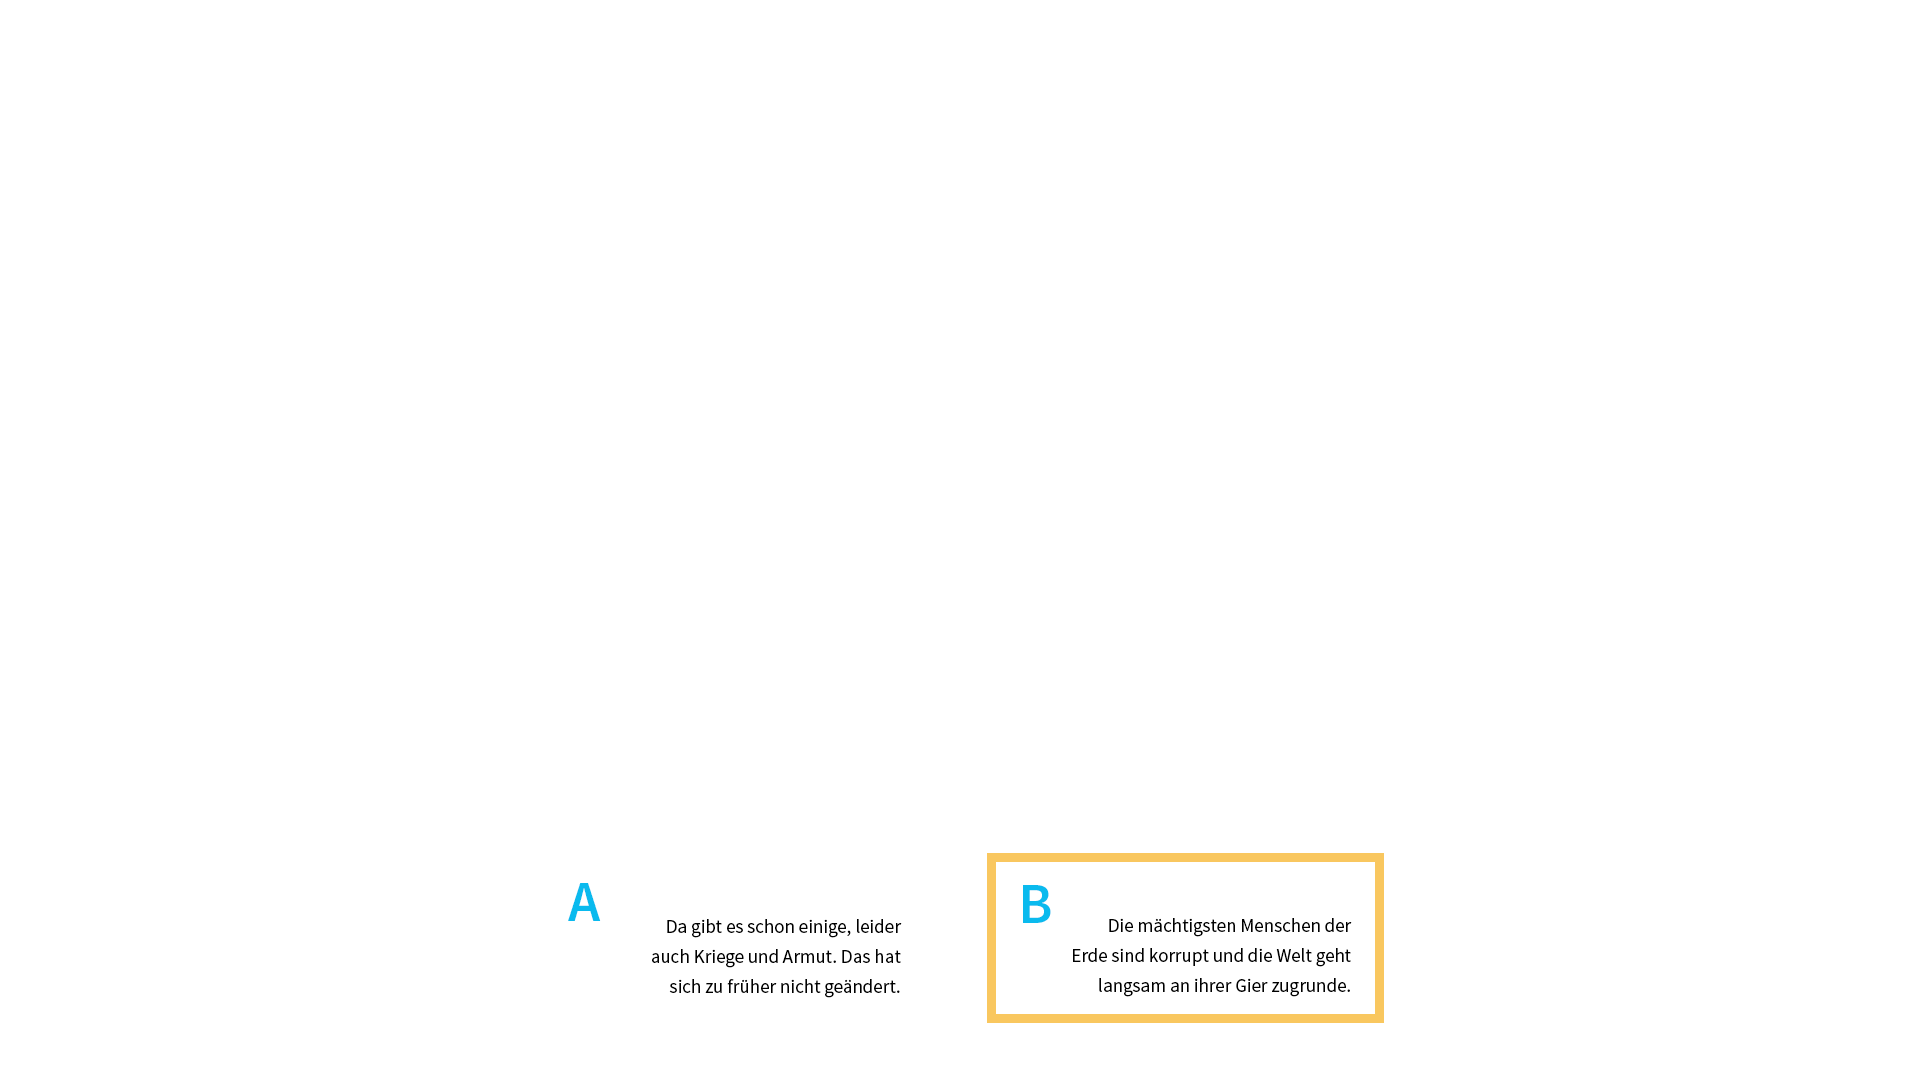 A
Da gibt es schon einige, leider
auch Kriege und Armut. Das hat
sich zu früher nicht geändert.
B
Die mächtigsten Menschen der
Erde sind korrupt und die Welt geht
langsam an ihrer Gier zugrunde.